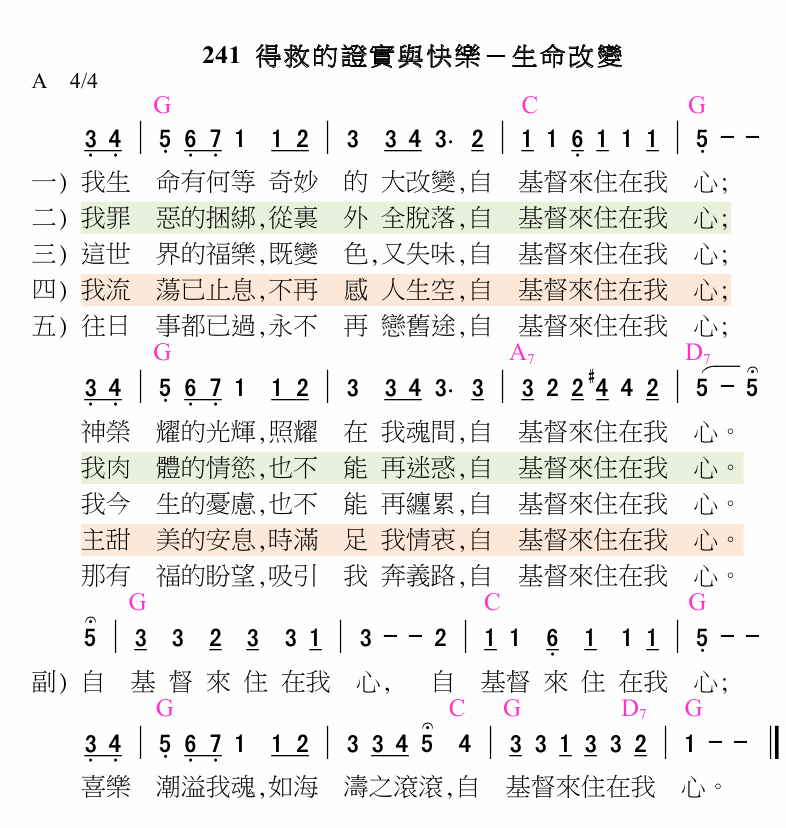 241 得救的證實與快樂－生命改變
A 4/4
G C G
3 4 | 5 6 7 1 1 2 | 3 3 4 3· 2 | 1 1 6 1 1 1 | 5 － －
一) 我生 命有何等 奇妙 的 大改變,自 基督來住在我 心;
二) 我罪 惡的捆綁,從裏 外 全脫落,自 基督來住在我 心;
三) 這世 界的福樂,既變 色,又失味,自 基督來住在我 心;
四) 我流 蕩已止息,不再 感 人生空,自 基督來住在我 心;
五) 往日 事都已過,永不 再 戀舊途,自 基督來住在我 心;
G A7 D7
3 4 | 5 6 7 1 1 2 | 3 3 4 3· 3 | 3 2 2 #4 4 2 | 5 － 5
神榮 耀的光輝,照耀 在 我魂間,自 基督來住在我 心。
我肉 體的情慾,也不 能 再迷惑,自 基督來住在我 心。
我今 生的憂慮,也不 能 再纏累,自 基督來住在我 心。
主甜 美的安息,時滿 足 我情衷,自 基督來住在我 心。
那有 福的盼望,吸引 我 奔義路,自 基督來住在我 心。
G C G
5 | 3 3 2 3 3 1 | 3 － － 2 | 1 1 6 1 1 1 | 5 － －
副) 自 基 督 來 住 在我 心, 自 基督 來 住 在我 心;
G C G D7 G
3 4 | 5 6 7 1 1 2 | 3 3 4 5 4 | 3 3 1 3 3 2 | 1 － － ‖
喜樂 潮溢我魂,如海 濤之滾滾,自 基督來住在我 心。